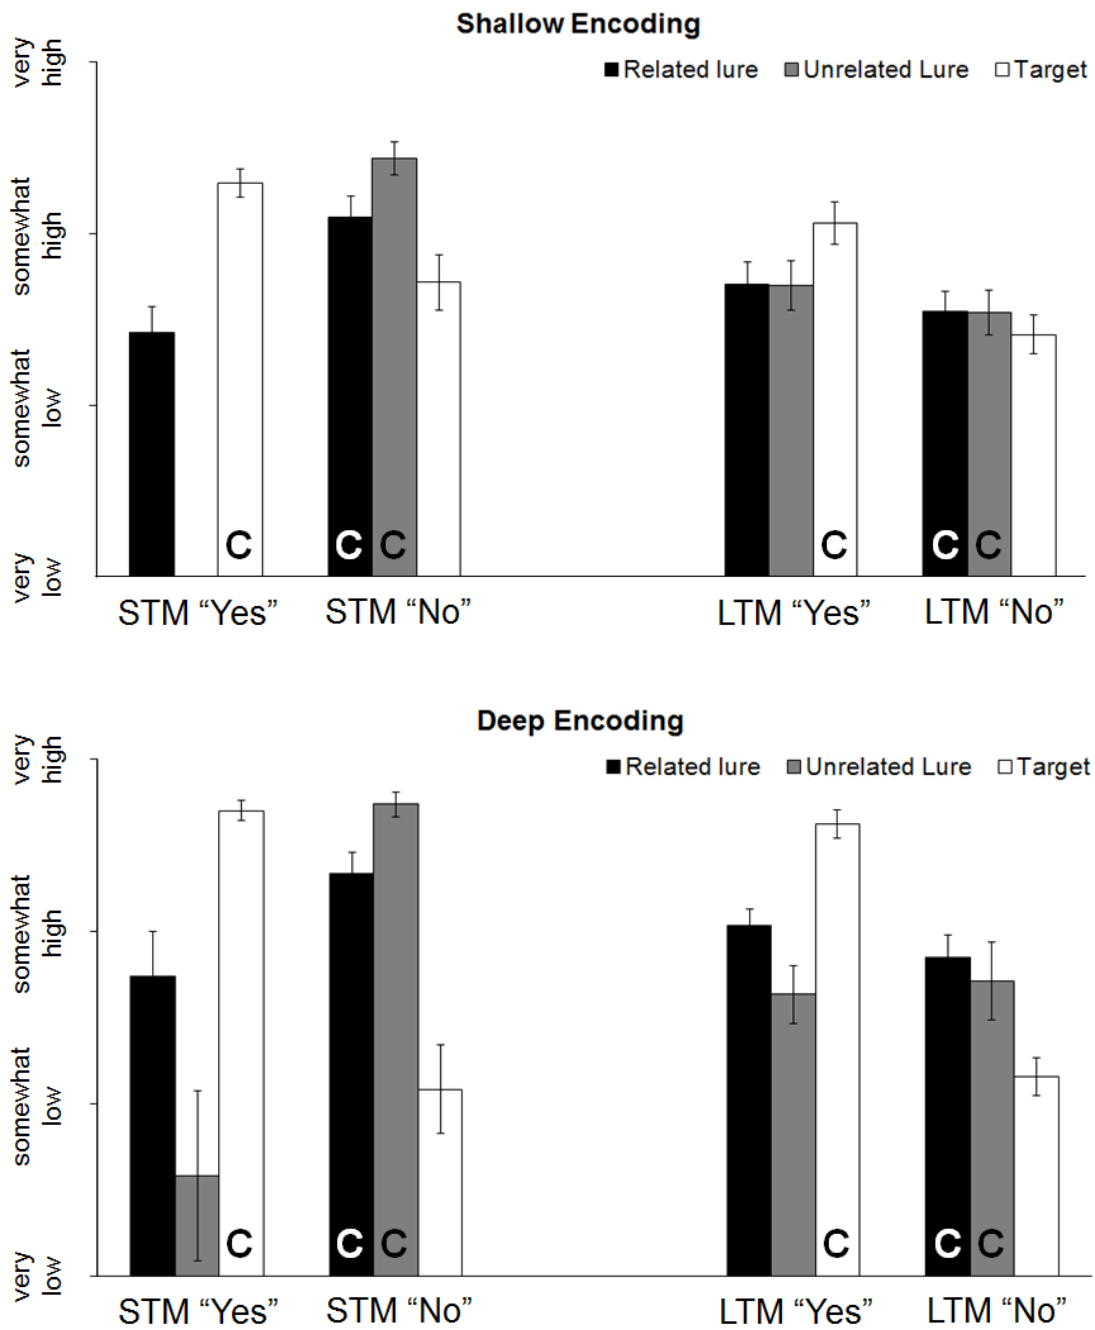 Shallow Encoding
Related lure Unrelated Lure Target
very high
somewhat high
somewhat low
very low
C C C C C C
STM “Yes” STM “No” LTM “Yes” LTM “No”
Deep Encoding
Related lure Unrelated Lure Target
very high
somewhat high
somewhat low
very low
C C C C C C
STM “Yes” STM “No” LTM “Yes” LTM “No”